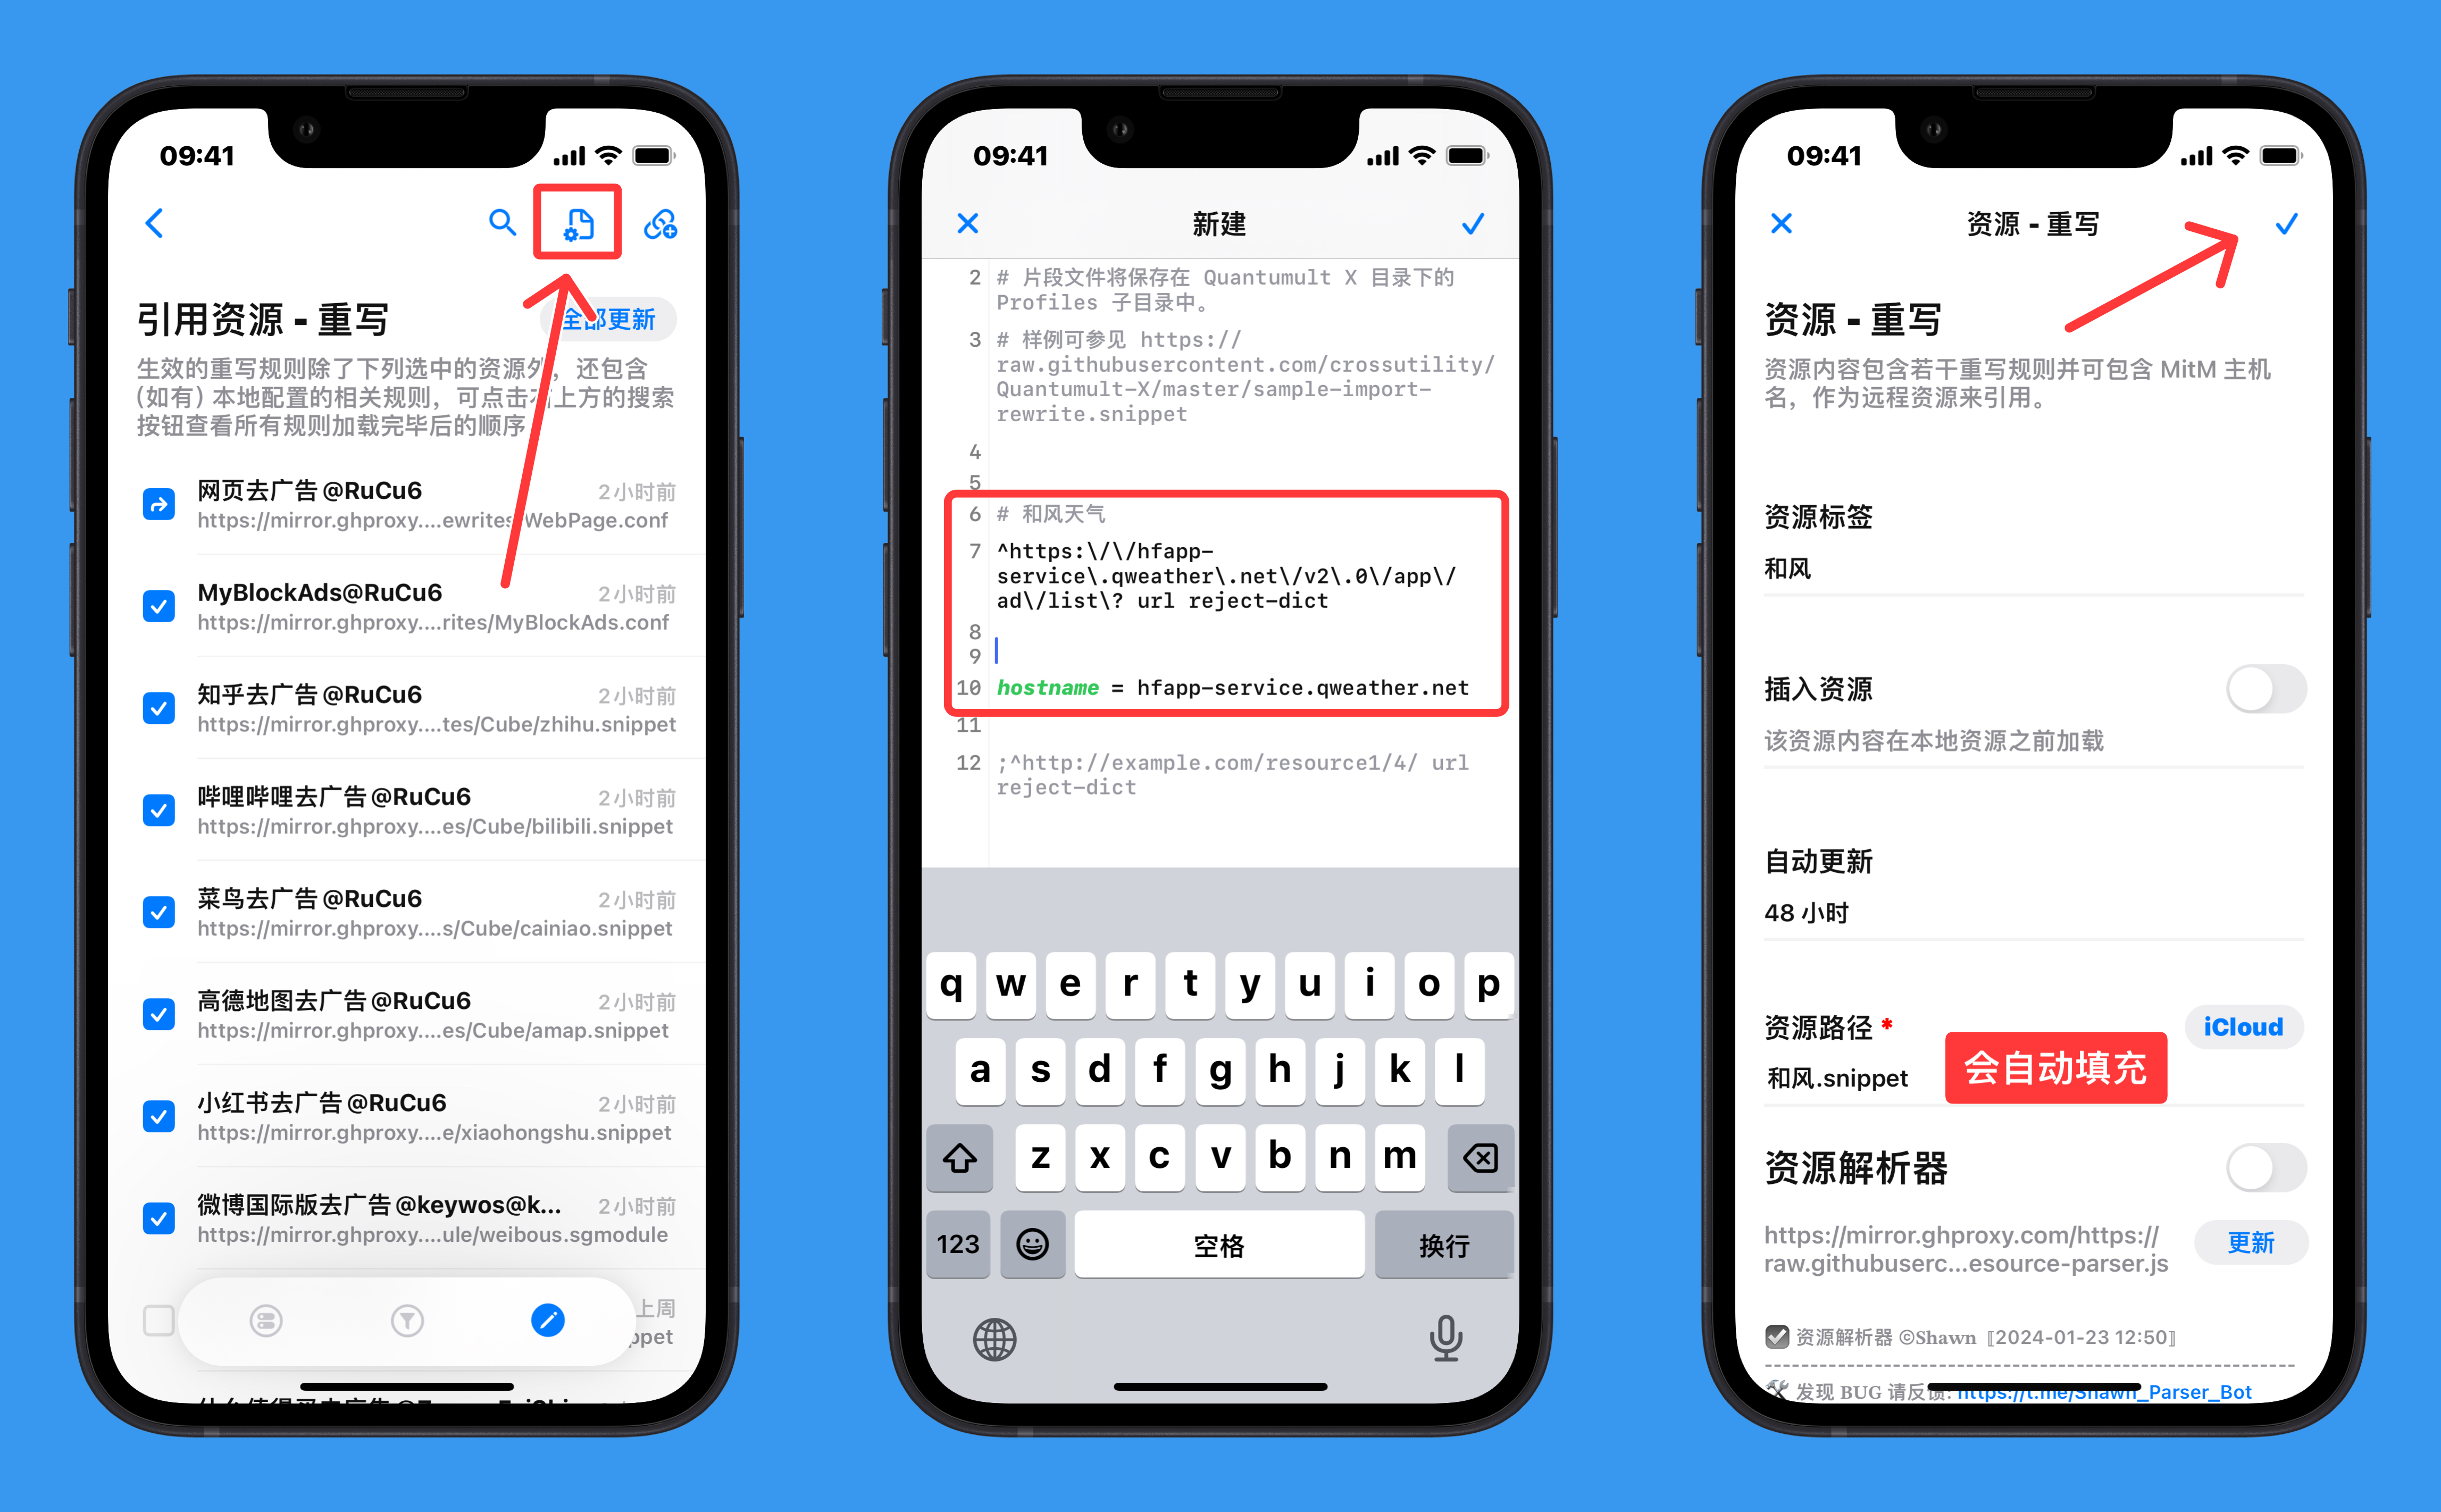 09:41
引用资源 - 重写
全部更新
生效的重写规则除了下列选中的资源外，还包含
（如有）本地配置的相关规则，可点击右上方的搜索
按钮查看所有规则加载完毕后的顺序
网页去广告@RuCu6
2小时前
https://mirror.ghproxy....ewrites/WebPage.conf
MyBlockAds@RuCu6
2小时前
https://mirror.ghproxy....rites/MyBlockAds.conf
知乎去广告@RuCu6
2小时前
https://mirror.ghproxy....tes/Cube/zhihu.snippet
哔哩哔哩去广告@RuCu6
2小时前
https://mirror.ghproxy....es/Cube/bilibili.snippet
菜鸟去广告@RuCu6
2小时前
https://mirror.ghproxy....s/Cube/cainiao.snippet
高德地图去广告@RuCu6
2小时前
https://mirror.ghproxy....es/Cube/amap.snippet
小红书去广告@RuCu6
2小时前
https://mirror.ghproxy....e/xiaohongshu.snippet
微博国际版去广告@keywos@k...
2小时前
https://mirror.ghproxy....ule/weibous.sgmodule
上周
ppet
09:41
新建
2 # 片段文件将保存在 Quantumult X 目录下的
Profiles 子目录中。
3 # 样例可参见 https://
raw.githubusercontent.com/crossutility/
Quantumult-X/master/sample-import-
rewrite.snippet
4
5
6 # 和风天气
7 ^https:\/\/hfapp-
service\.qweather\.net\/v2\.0\/app\/
ad\/list\? url reject-dict
8
9
10 hostname = hfapp-service.qweather.net
11
12 ;^http://example.com/resource1/4/ url
reject-dict
q w e r t y u i o p
a s d f g h j k l
z x c v b n m
123 空格 换行
09:41
资源 - 重写
资源 - 重写
资源内容包含若干重写规则并可包含 MitM 主机
名，作为远程资源来引用。
资源标签
和风
插入资源
该资源内容在本地资源之前加载
自动更新
48 小时
资源路径 *
iCloud
和风.snippet
会自动填充
资源解析器
https://mirror.ghproxy.com/https://
raw.githubuserc...esource-parser.js
更新
资源解析器 ©Shawn 〚2024-01-23 12:50〛
--------------------------------------------------
发现 BUG 请反馈: https://t.me/Shawn_Parser_Bot